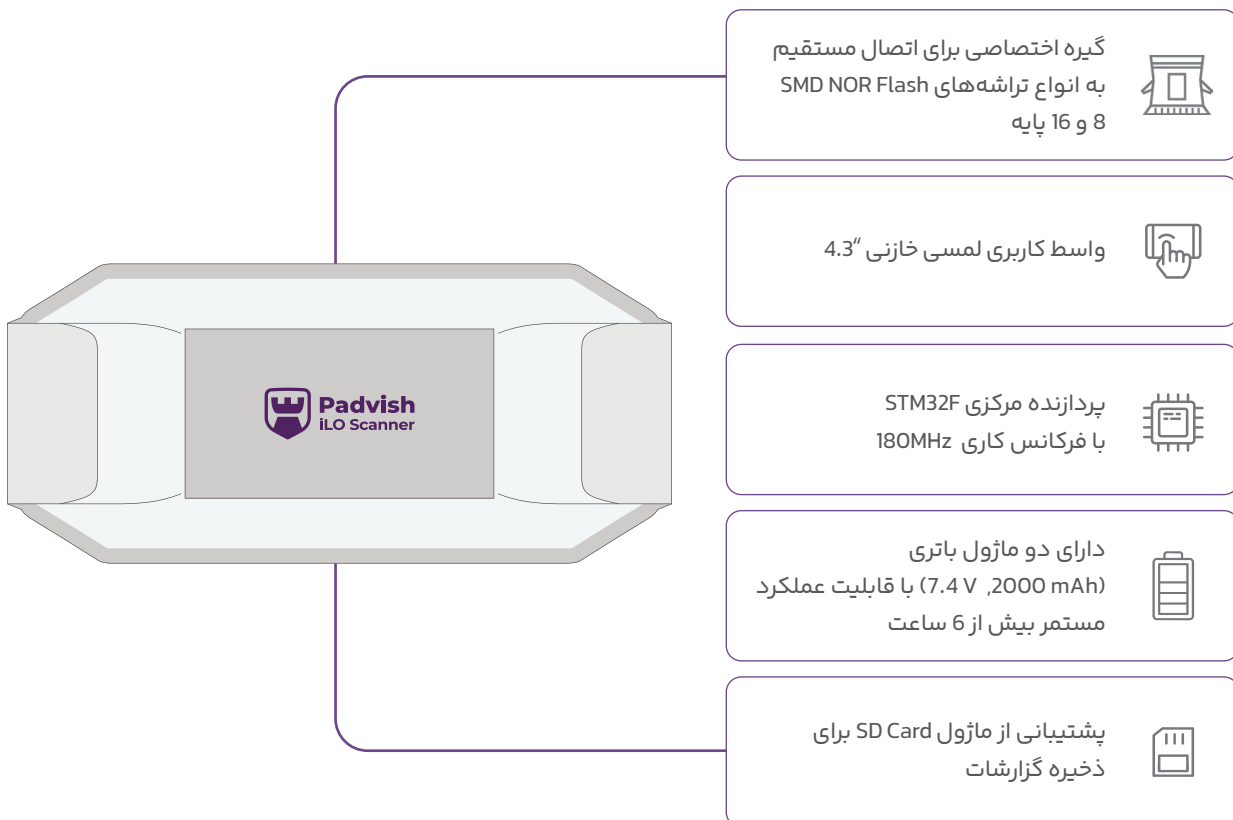 گیره اختصاصی برای اتصال مستقیم
به انواع تراشه‌های SMD NOR Flash
8 و 16 پایه
واسط کاربری لمسی خازنی “4.3
پردازنده مرکزی STM32F
با فرکانس کاری 180MHz
دارای دو ماژول باتری
(7.4 V ,2000 mAh) با قابلیت عملکرد
مستمر بیش از 6 ساعت
پشتیبانی از ماژول SD Card برای
ذخیره گزارشات
Padvish
iLO Scanner